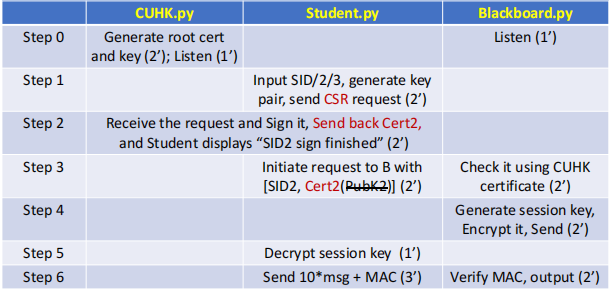 CUHK.py Student.py Blackboard.py
Step 0
Generate root cert
and key (2’); Listen (1’)
Listen (1’)
Step 1
Input SID/2/3, generate key
pair, send CSR request (2’)
Step 2
Receive the request and Sign it, Send back Cert2,
and Student displays “SID2 sign finished” (2’)
Step 3
Initiate request to B with
[SID2, Cert2(PubK2)] (2’)
Check it using CUHK
certificate (2’)
Step 4
Generate session key,
Encrypt it, Send (2’)
Step 5
Decrypt session key (1’)
Step 6
Send 10*msg + MAC (3’)
Verify MAC, output (2’)